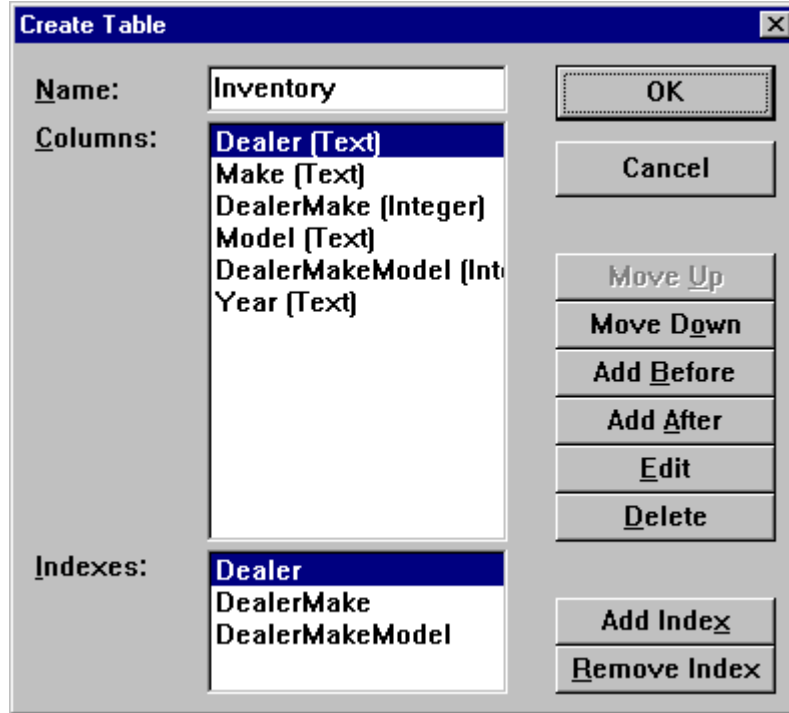 Create Table
Name:
Inventory
OK
Columns:
Dealer (Text)
Make (Text)
DealerMake (Integer)
Model (Text)
DealerMakeModel (Int
Year (Text)
Cancel
Move Up
Move Down
Add Before
Add After
Edit
Delete
Indexes:
Dealer
DealerMake
DealerMakeModel
Add Index
Remove Index